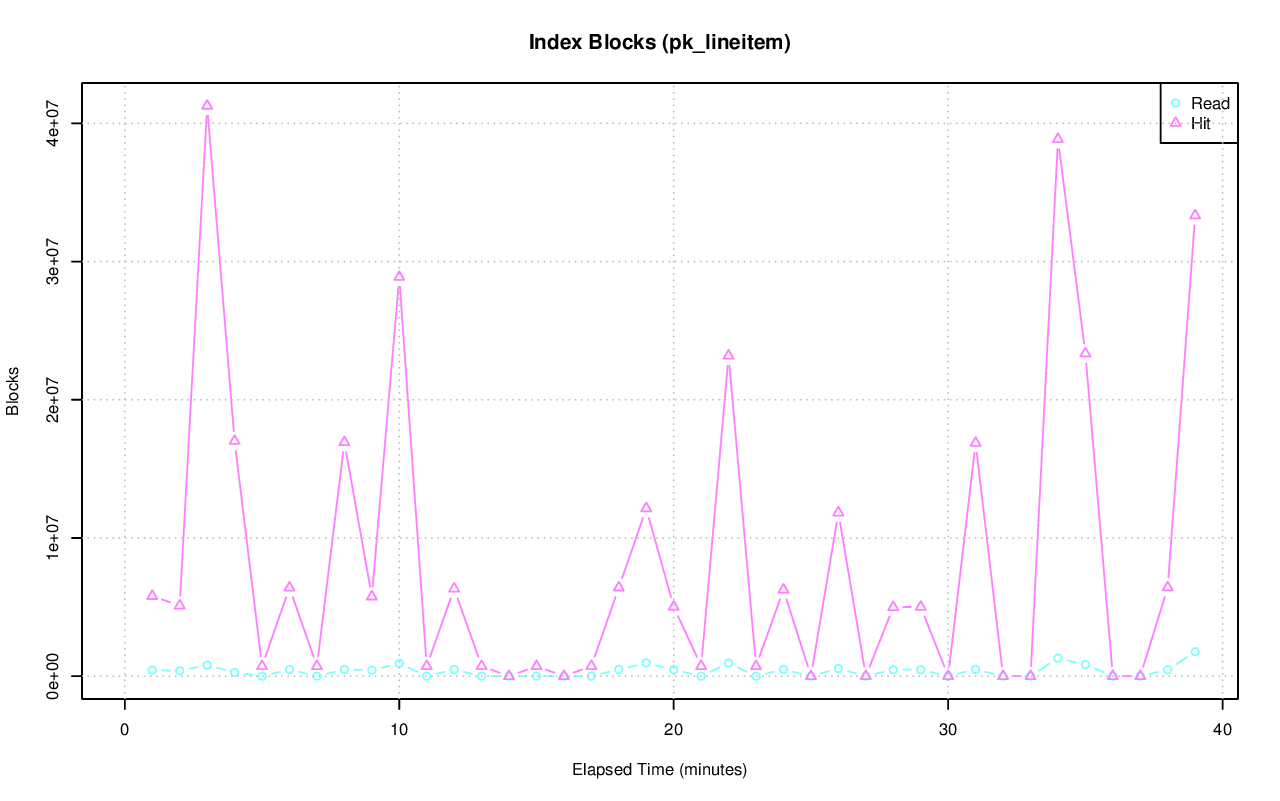 Index Blocks (pk_lineitem)
Read
Hit
Blocks
4e+07
3e+07
2e+07
1e+07
0e+00
0 10 20 30 40
Elapsed Time (minutes)